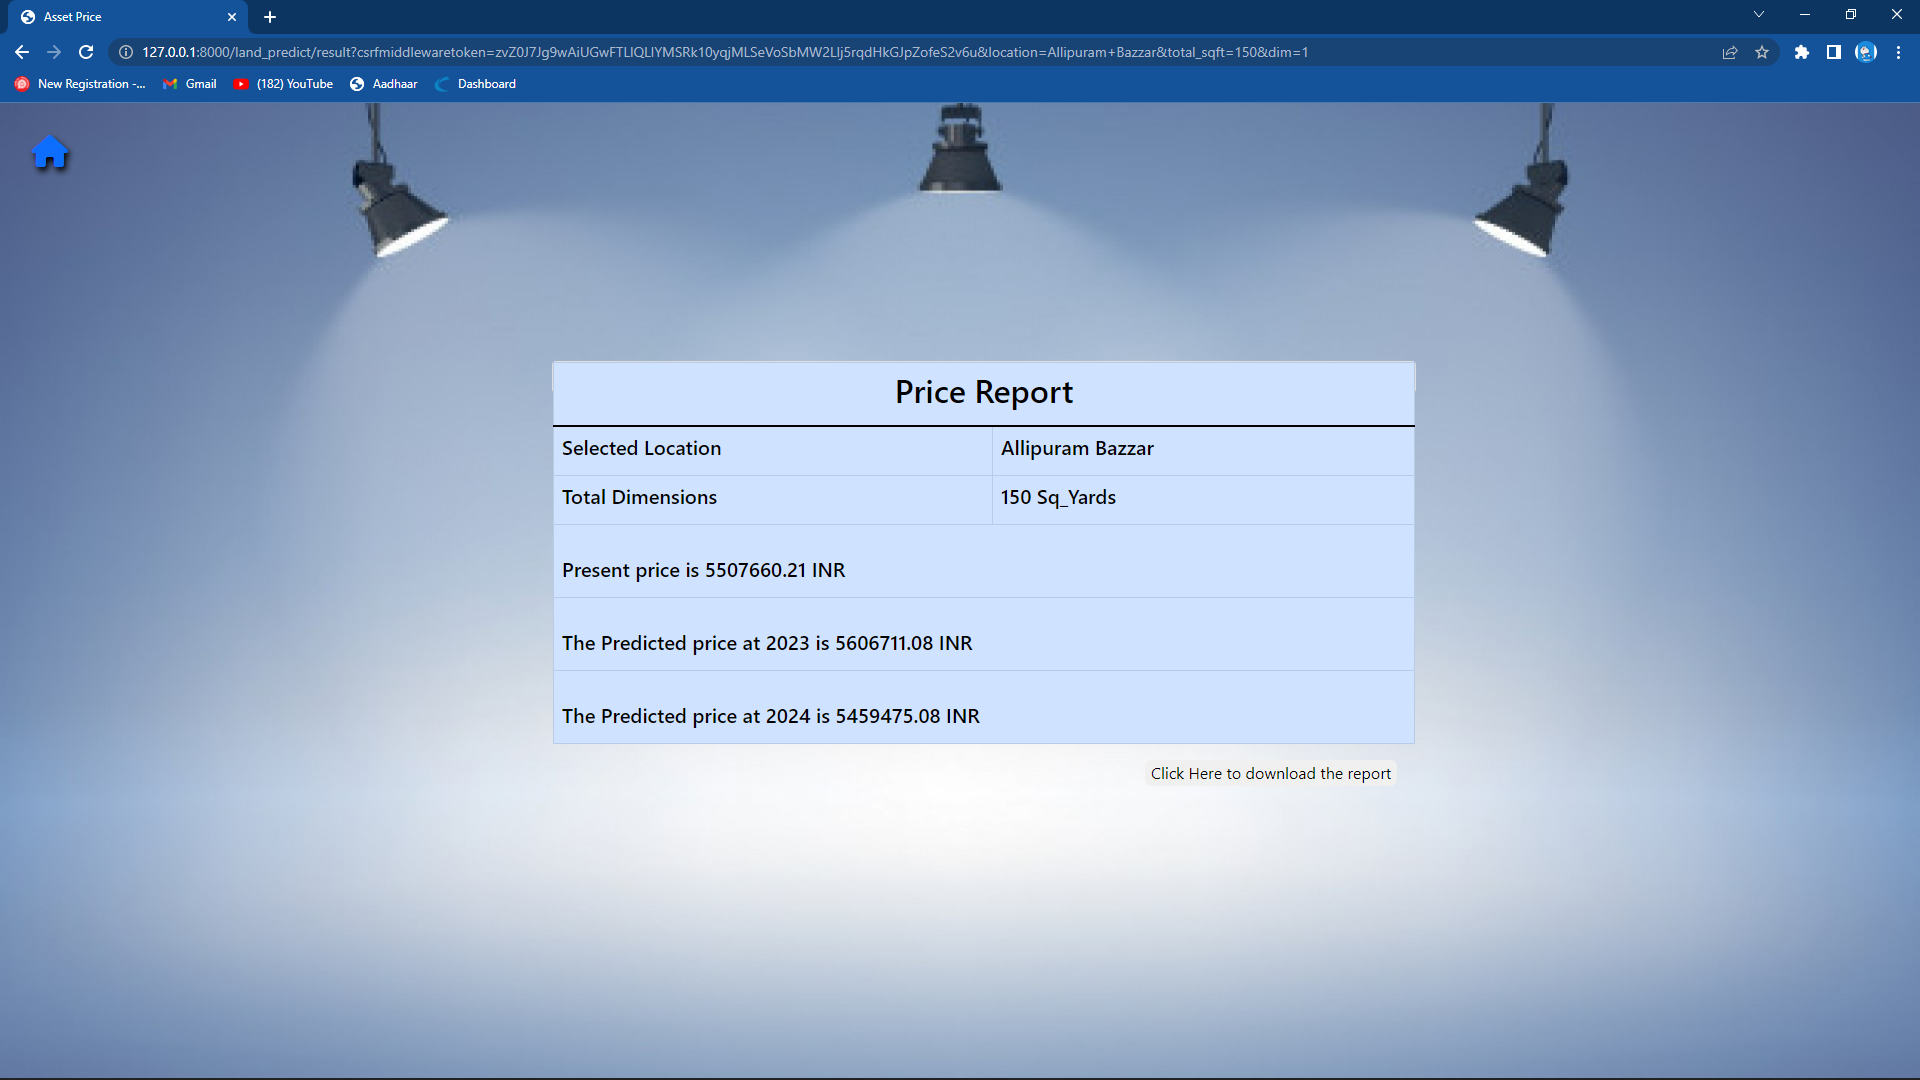 Asset Price
127.0.0.1:8000/land_predict/result?csrfmiddlewaretoken=zvZ0J7Jg9wAiUGwFTLlQLlYMSRk10yqjMLSeVoSbMW2Llj5rqdHkGJpZofeS2v6u&location=Allipuram+Bazzar&total_sqft=150&dim=1
New Registration -... Gmail (182) YouTube Aadhaar Dashboard
Price Report
Selected Location Allipuram Bazzar
Total Dimensions 150 Sq_Yards
Present price is 5507660.21 INR
The Predicted price at 2023 is 5606711.08 INR
The Predicted price at 2024 is 5459475.08 INR
Click Here to download the report